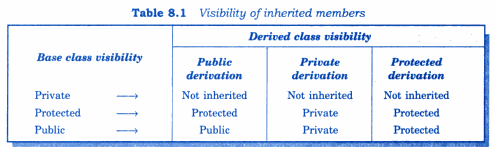 Table 8.1 Visibility of inherited members
Derived class visibility
Base class visibility
Public derivation Private derivation Protected derivation
Private ⟶ Not inherited Not inherited Not inherited
Protected ⟶ Protected Private Protected
Public ⟶ Public Private Protected